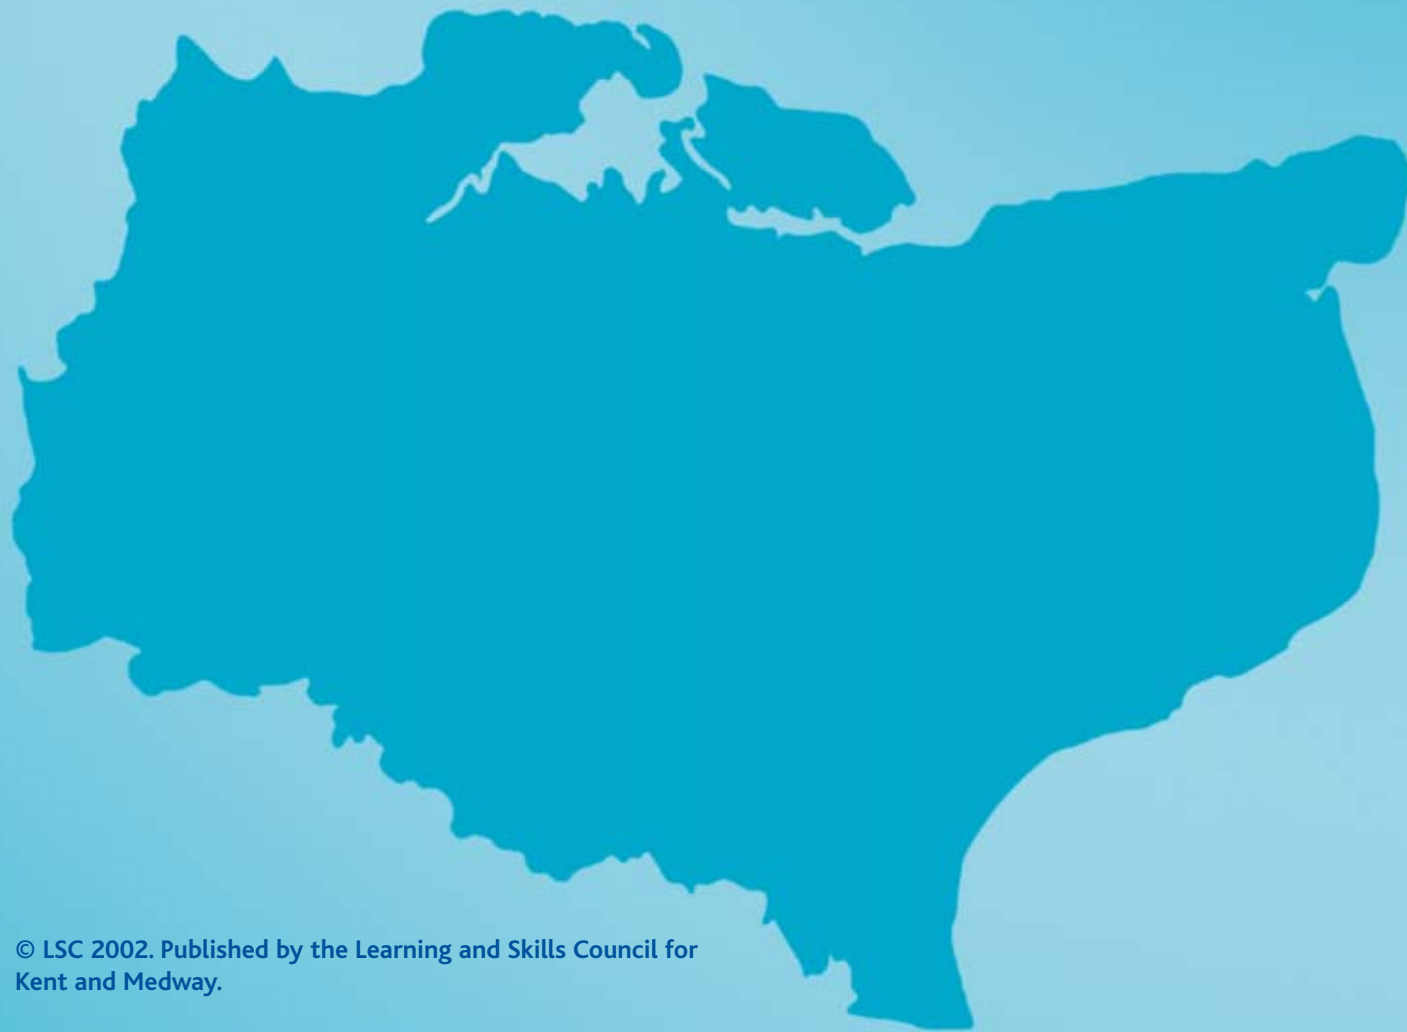 © LSC 2002. Published by the Learning and Skills Council for
Kent and Medway.